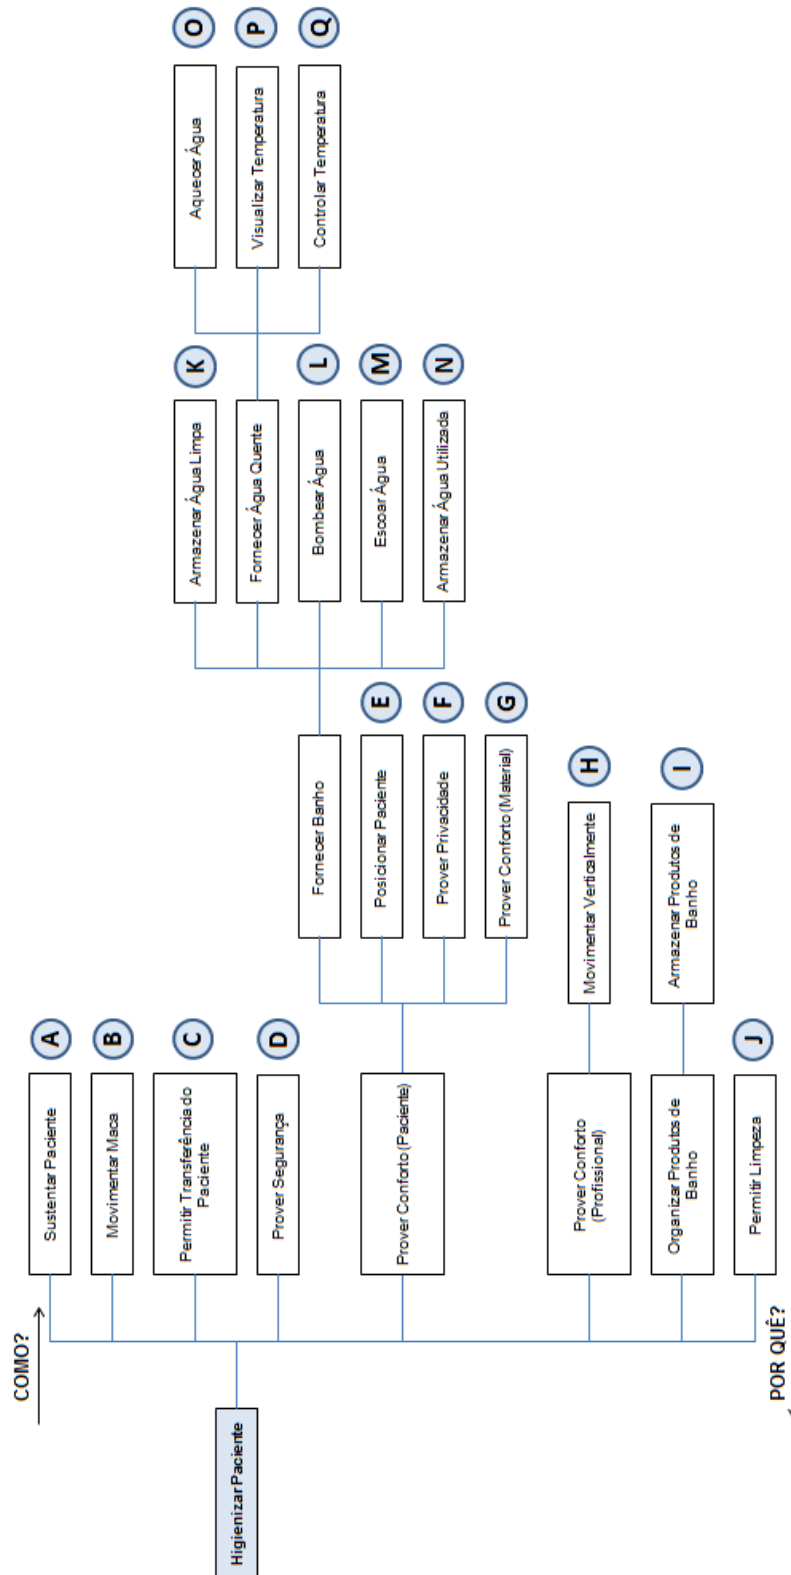 COMO?
Higienizar Paciente
Sustentar Paciente
A
Movimentar Maca
B
Permitir Transferência do
Paciente
C
Prover Segurança
D
Prover Conforto (Paciente)
Fornecer Banho
Armazenar Água Limpa
K
Fornecer Água Quente
Aquecer Água
O
Visualizar Temperatura
P
Controlar Temperatura
Q
Bombear Água
L
Escoar Água
M
Armazenar Água Utilizada
N
Posicionar Paciente
E
Prover Privacidade
F
Prover Conforto (Material)
G
Prover Conforto
(Profissional)
Movimentar Verticalmente
H
Organizar Produtos de
Banho
Armazenar Produtos de
Banho
I
Permitir Limpeza
J
POR QUÊ?